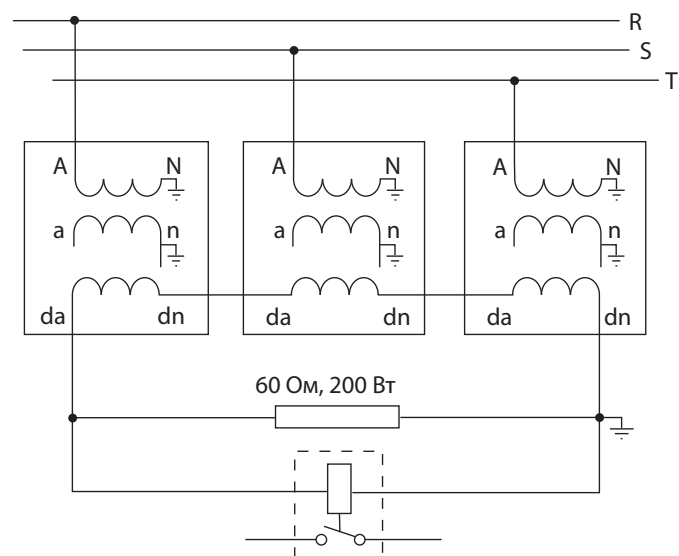 R
S
T
A N A N A N
a n a n a n
da dn da dn da dn
60 Ом, 200 Вт